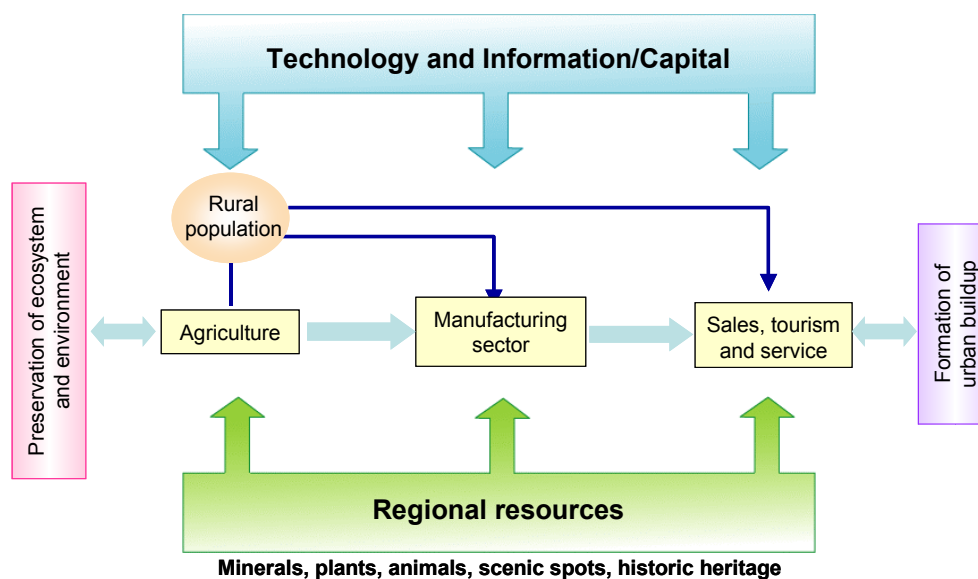 Technology and Information/Capital
Rural
population
Preservation of ecosystem
and environment
Agriculture
Manufacturing
sector
Sales, tourism
and service
Formation of
urban buildup
Regional resources
Minerals, plants, animals, scenic spots, historic heritage